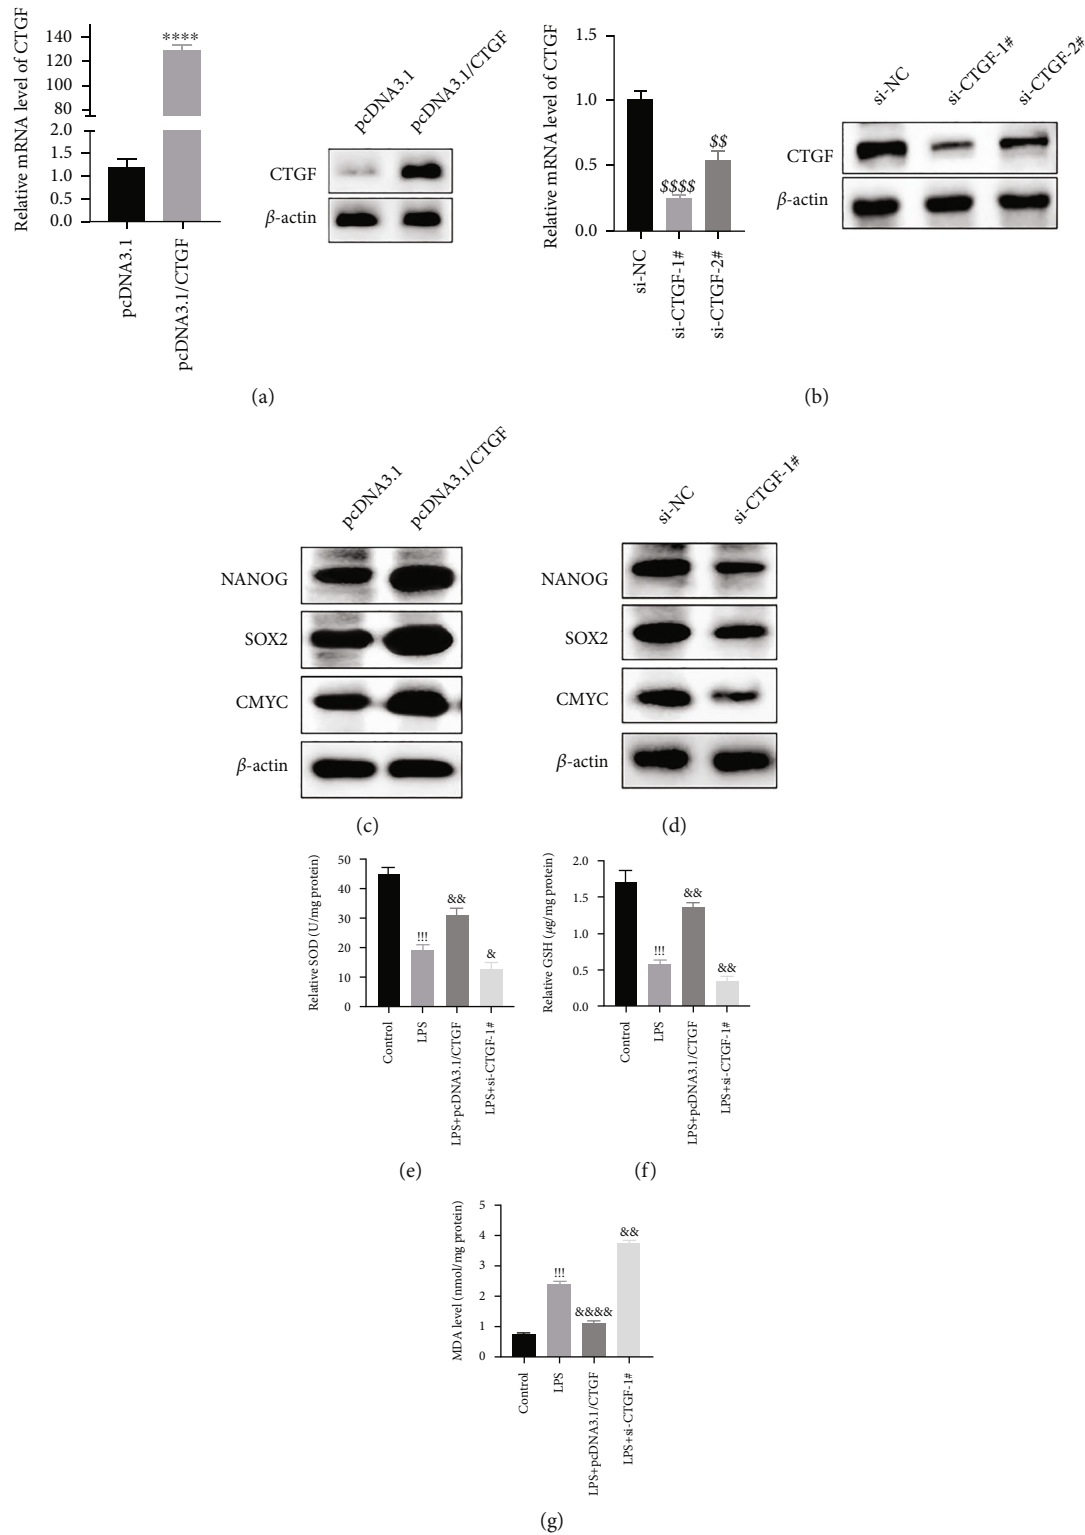 Relative mRNA level of CTGF
140
120
100
80
2.0
1.5
1.0
0.5
0.0
****
pcDNA3.1
pcDNA3.1/CTGF
pcDNA3.1
pcDNA3.1/CTGF
CTGF
β-actin
(a)
Relative mRNA level of CTGF
1.5
1.0
0.5
0.0
$$$$
$$
si-NC
si-CTGF-1#
si-CTGF-2#
si-NC
si-CTGF-1#
si-CTGF-2#
CTGF
β-actin
(b)
pcDNA3.1
pcDNA3.1/CTGF
NANOG
SOX2
CMYC
β-actin
(c)
si-NC
si-CTGF-1#
NANOG
SOX2
CMYC
β-actin
(d)
Relative SOD (U/mg protein)
50
40
30
20
10
0
!!!
&&
&
Control
LPS
LPS+pcDNA3.1/CTGF
LPS+si-CTGF-1#
(e)
Relative GSH (μg/mg protein)
2.0
1.5
1.0
0.5
0.0
!!!
&&
&&
Control
LPS
LPS+pcDNA3.1/CTGF
LPS+si-CTGF-1#
(f)
MDA level (nmol/mg protein)
5
4
3
2
1
0
!!!
&&&&
&&
Control
LPS
LPS+pcDNA3.1/CTGF
LPS+si-CTGF-1#
(g)